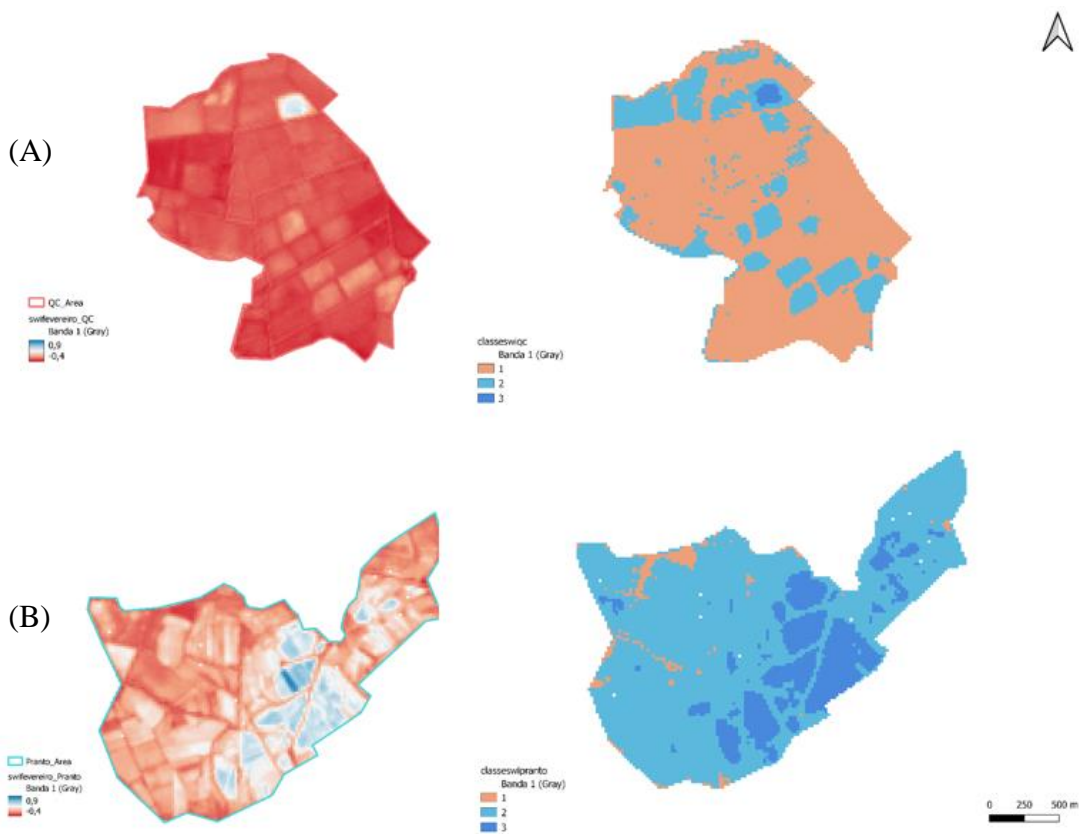 (A)
QC_Area
swifevereiro_QC
Banda 1 (Gray)
0,9
-0,4
classeswiqc
Banda 1 (Gray)
1
2
3
(B)
Pranto_Area
swifevereiro_Pranto
Banda 1 (Gray)
0,9
-0,4
classeswipranto
Banda 1 (Gray)
1
2
3
0 250 500 m